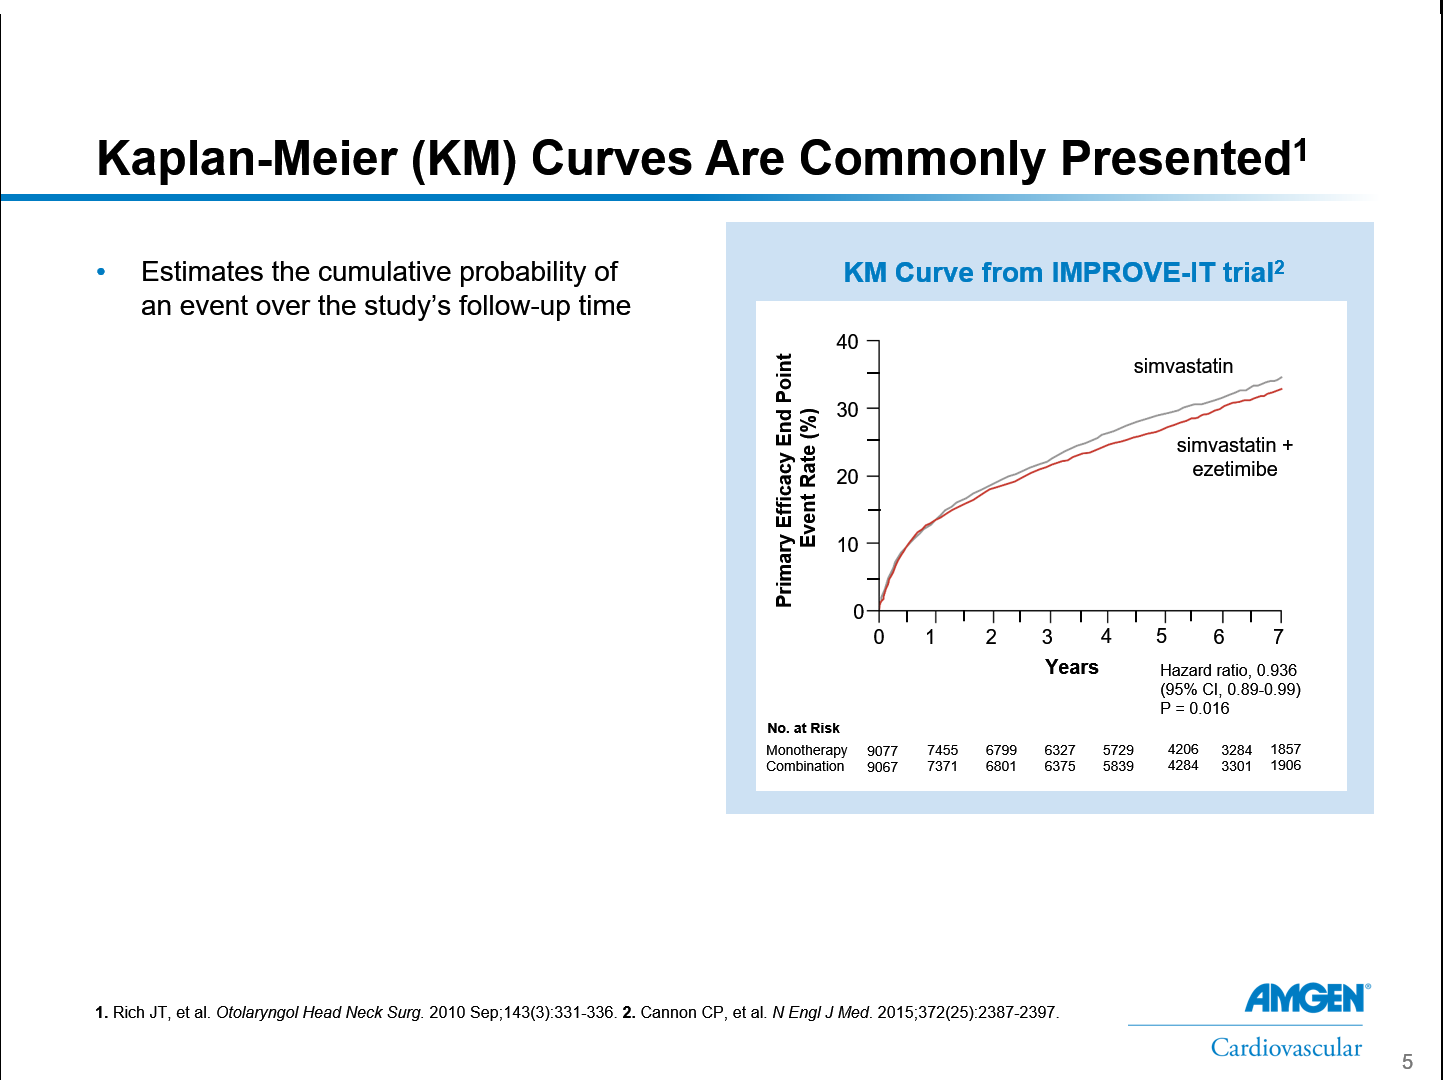 Kaplan-Meier (KM) Curves Are Commonly Presented1
• Estimates the cumulative probability of
an event over the study’s follow-up time
KM Curve from IMPROVE-IT trial2
Primary Efficacy End Point
Event Rate (%)
40
30
20
10
0
simvastatin
simvastatin +
ezetimibe
0 1 2 3 4 5 6 7
Years
Hazard ratio, 0.936
(95% CI, 0.89-0.99)
P = 0.016
No. at Risk
Monotherapy 9077 7455 6799 6327 5729 4206 3284 1857
Combination 9067 7371 6801 6375 5839 4284 3301 1906
1. Rich JT, et al. Otolaryngol Head Neck Surg. 2010 Sep;143(3):331-336. 2. Cannon CP, et al. N Engl J Med. 2015;372(25):2387-2397.
AMGEN®
Cardiovascular
5